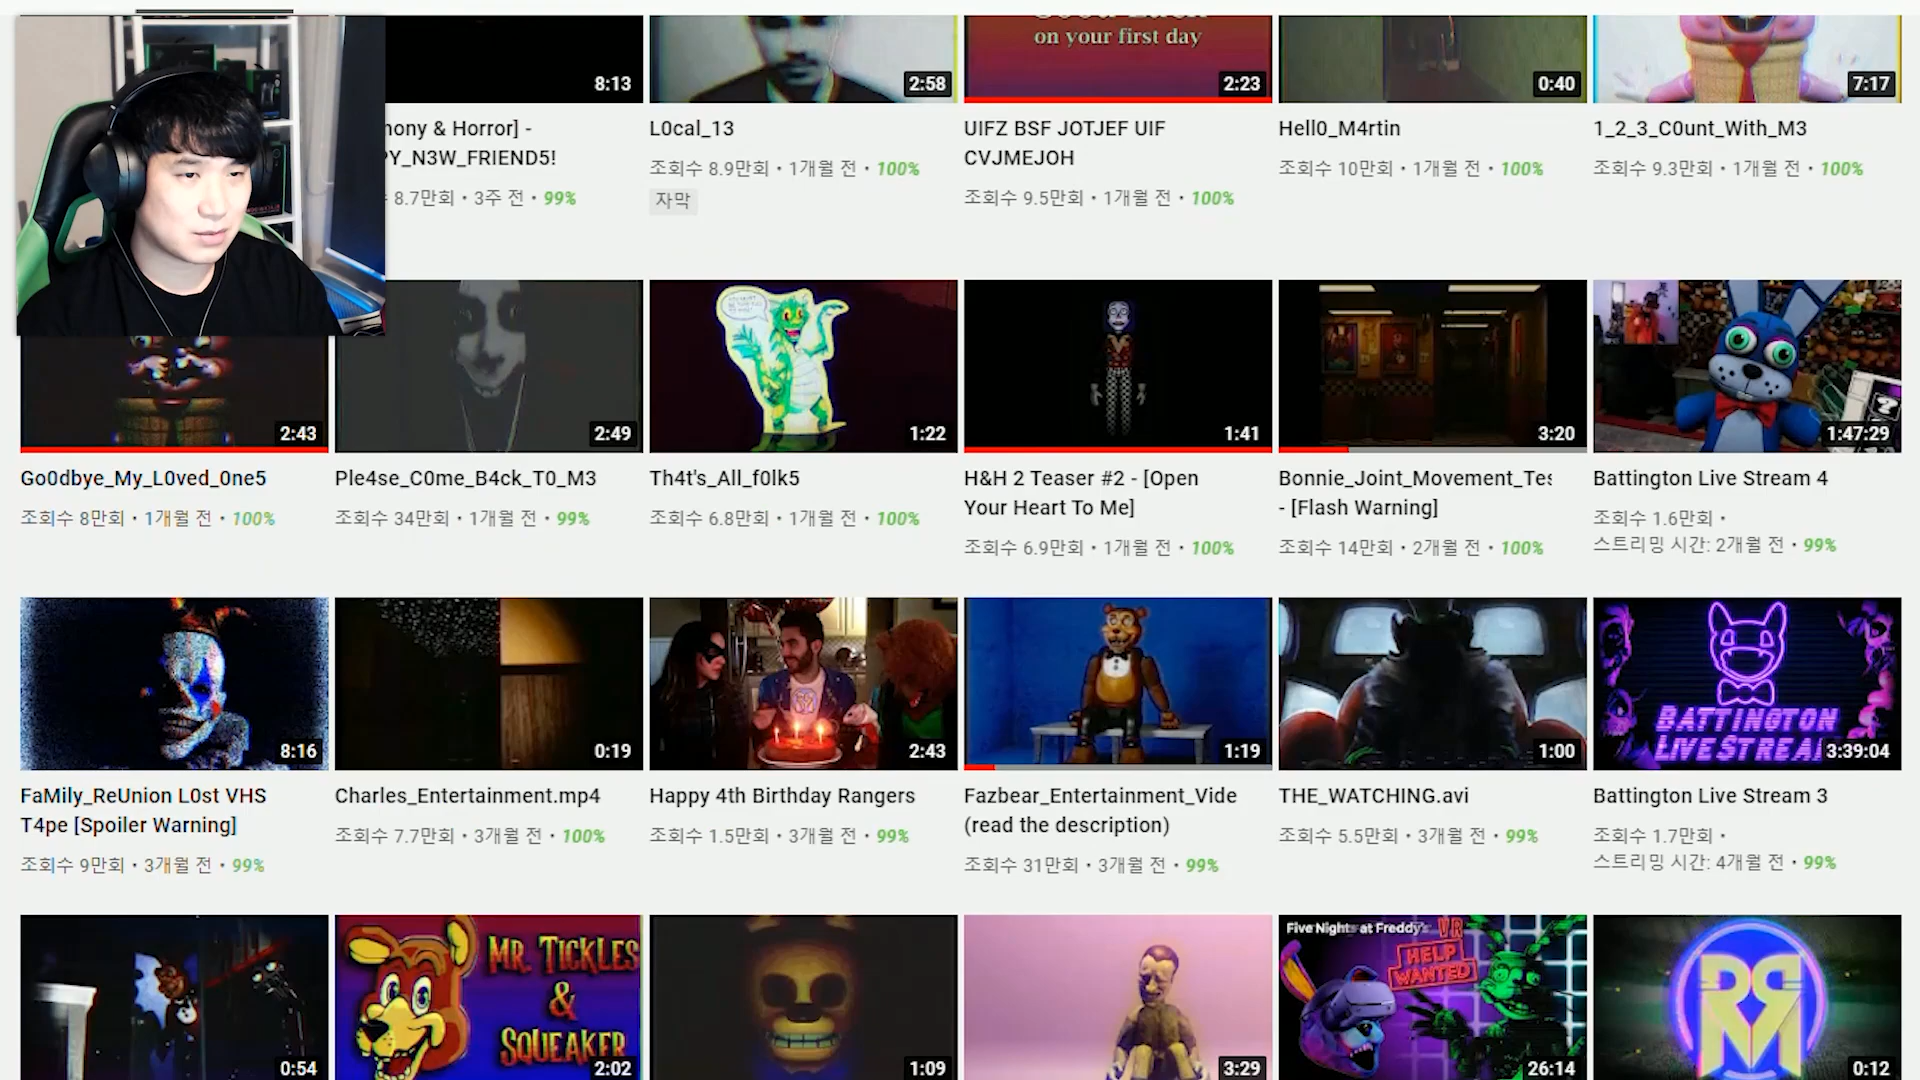 on your first day
8:13
2:58
2:23
0:40
7:17
nony & Horror] -
PY_N3W_FRIEND5!
8.7만회 • 3주 전 • 99%
L0cal_13
조회수 8.9만회 • 1개월 전 • 100%
자막
UIFZ BSF JOTJEF UIF
CVJMEJOH
조회수 9.5만회 • 1개월 전 • 100%
Hell0_M4rtin
조회수 10만회 • 1개월 전 • 100%
1_2_3_C0unt_With_M3
조회수 9.3만회 • 1개월 전 • 100%
2:43
2:49
1:22
1:41
3:20
1:47:29
Go0dbye_My_L0ved_0ne5
조회수 8만회 • 1개월 전 • 100%
Ple4se_C0me_B4ck_T0_M3
조회수 34만회 • 1개월 전 • 99%
Th4t's_All_f0lk5
조회수 6.8만회 • 1개월 전 • 100%
H&H 2 Teaser #2 - [Open
Your Heart To Me]
조회수 6.9만회 • 1개월 전 • 100%
Bonnie_Joint_Movement_Tes
- [Flash Warning]
조회수 14만회 • 2개월 전 • 100%
Battington Live Stream 4
조회수 1.6만회 •
스트리밍 시간: 2개월 전 • 99%
8:16
0:19
2:43
1:19
1:00
BATTINGTON
LIVESTREA
3:39:04
FaMily_ReUnion L0st VHS
T4pe [Spoiler Warning]
조회수 9만회 • 3개월 전 • 99%
Charles_Entertainment.mp4
조회수 7.7만회 • 3개월 전 • 100%
Happy 4th Birthday Rangers
조회수 1.5만회 • 3개월 전 • 99%
Fazbear_Entertainment_Vide
(read the description)
조회수 31만회 • 3개월 전 • 99%
THE_WATCHING.avi
조회수 5.5만회 • 3개월 전 • 99%
Battington Live Stream 3
조회수 1.7만회 •
스트리밍 시간: 4개월 전 • 99%
0:54
MR. TICKLES
&
SQUEAKER
2:02
1:09
3:29
Five Nights at Freddy's VR
HELP
WANTED
26:14
0:12